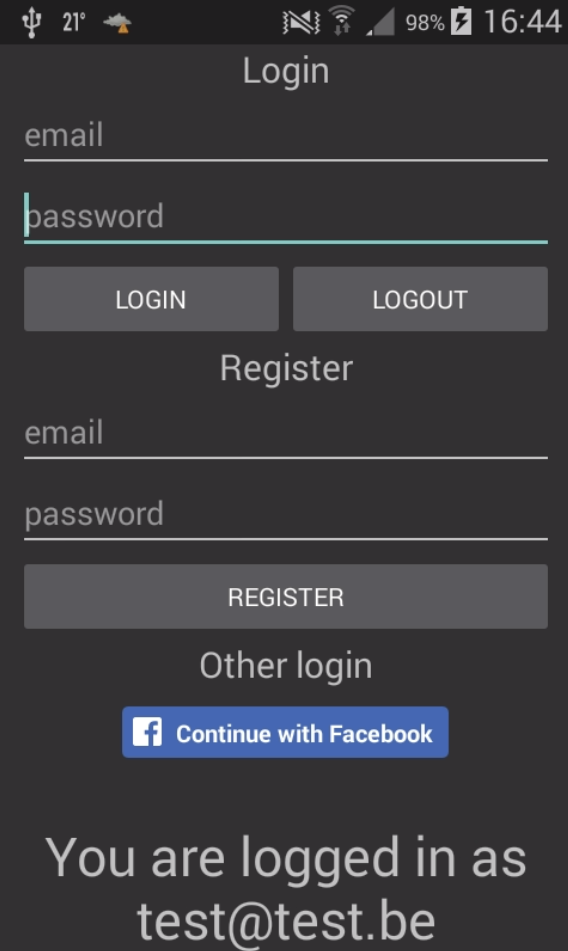 21° 98% 16:44
Login
email
password
LOGIN LOGOUT
Register
email
password
REGISTER
Other login
f Continue with Facebook
You are logged in as
test@test.be